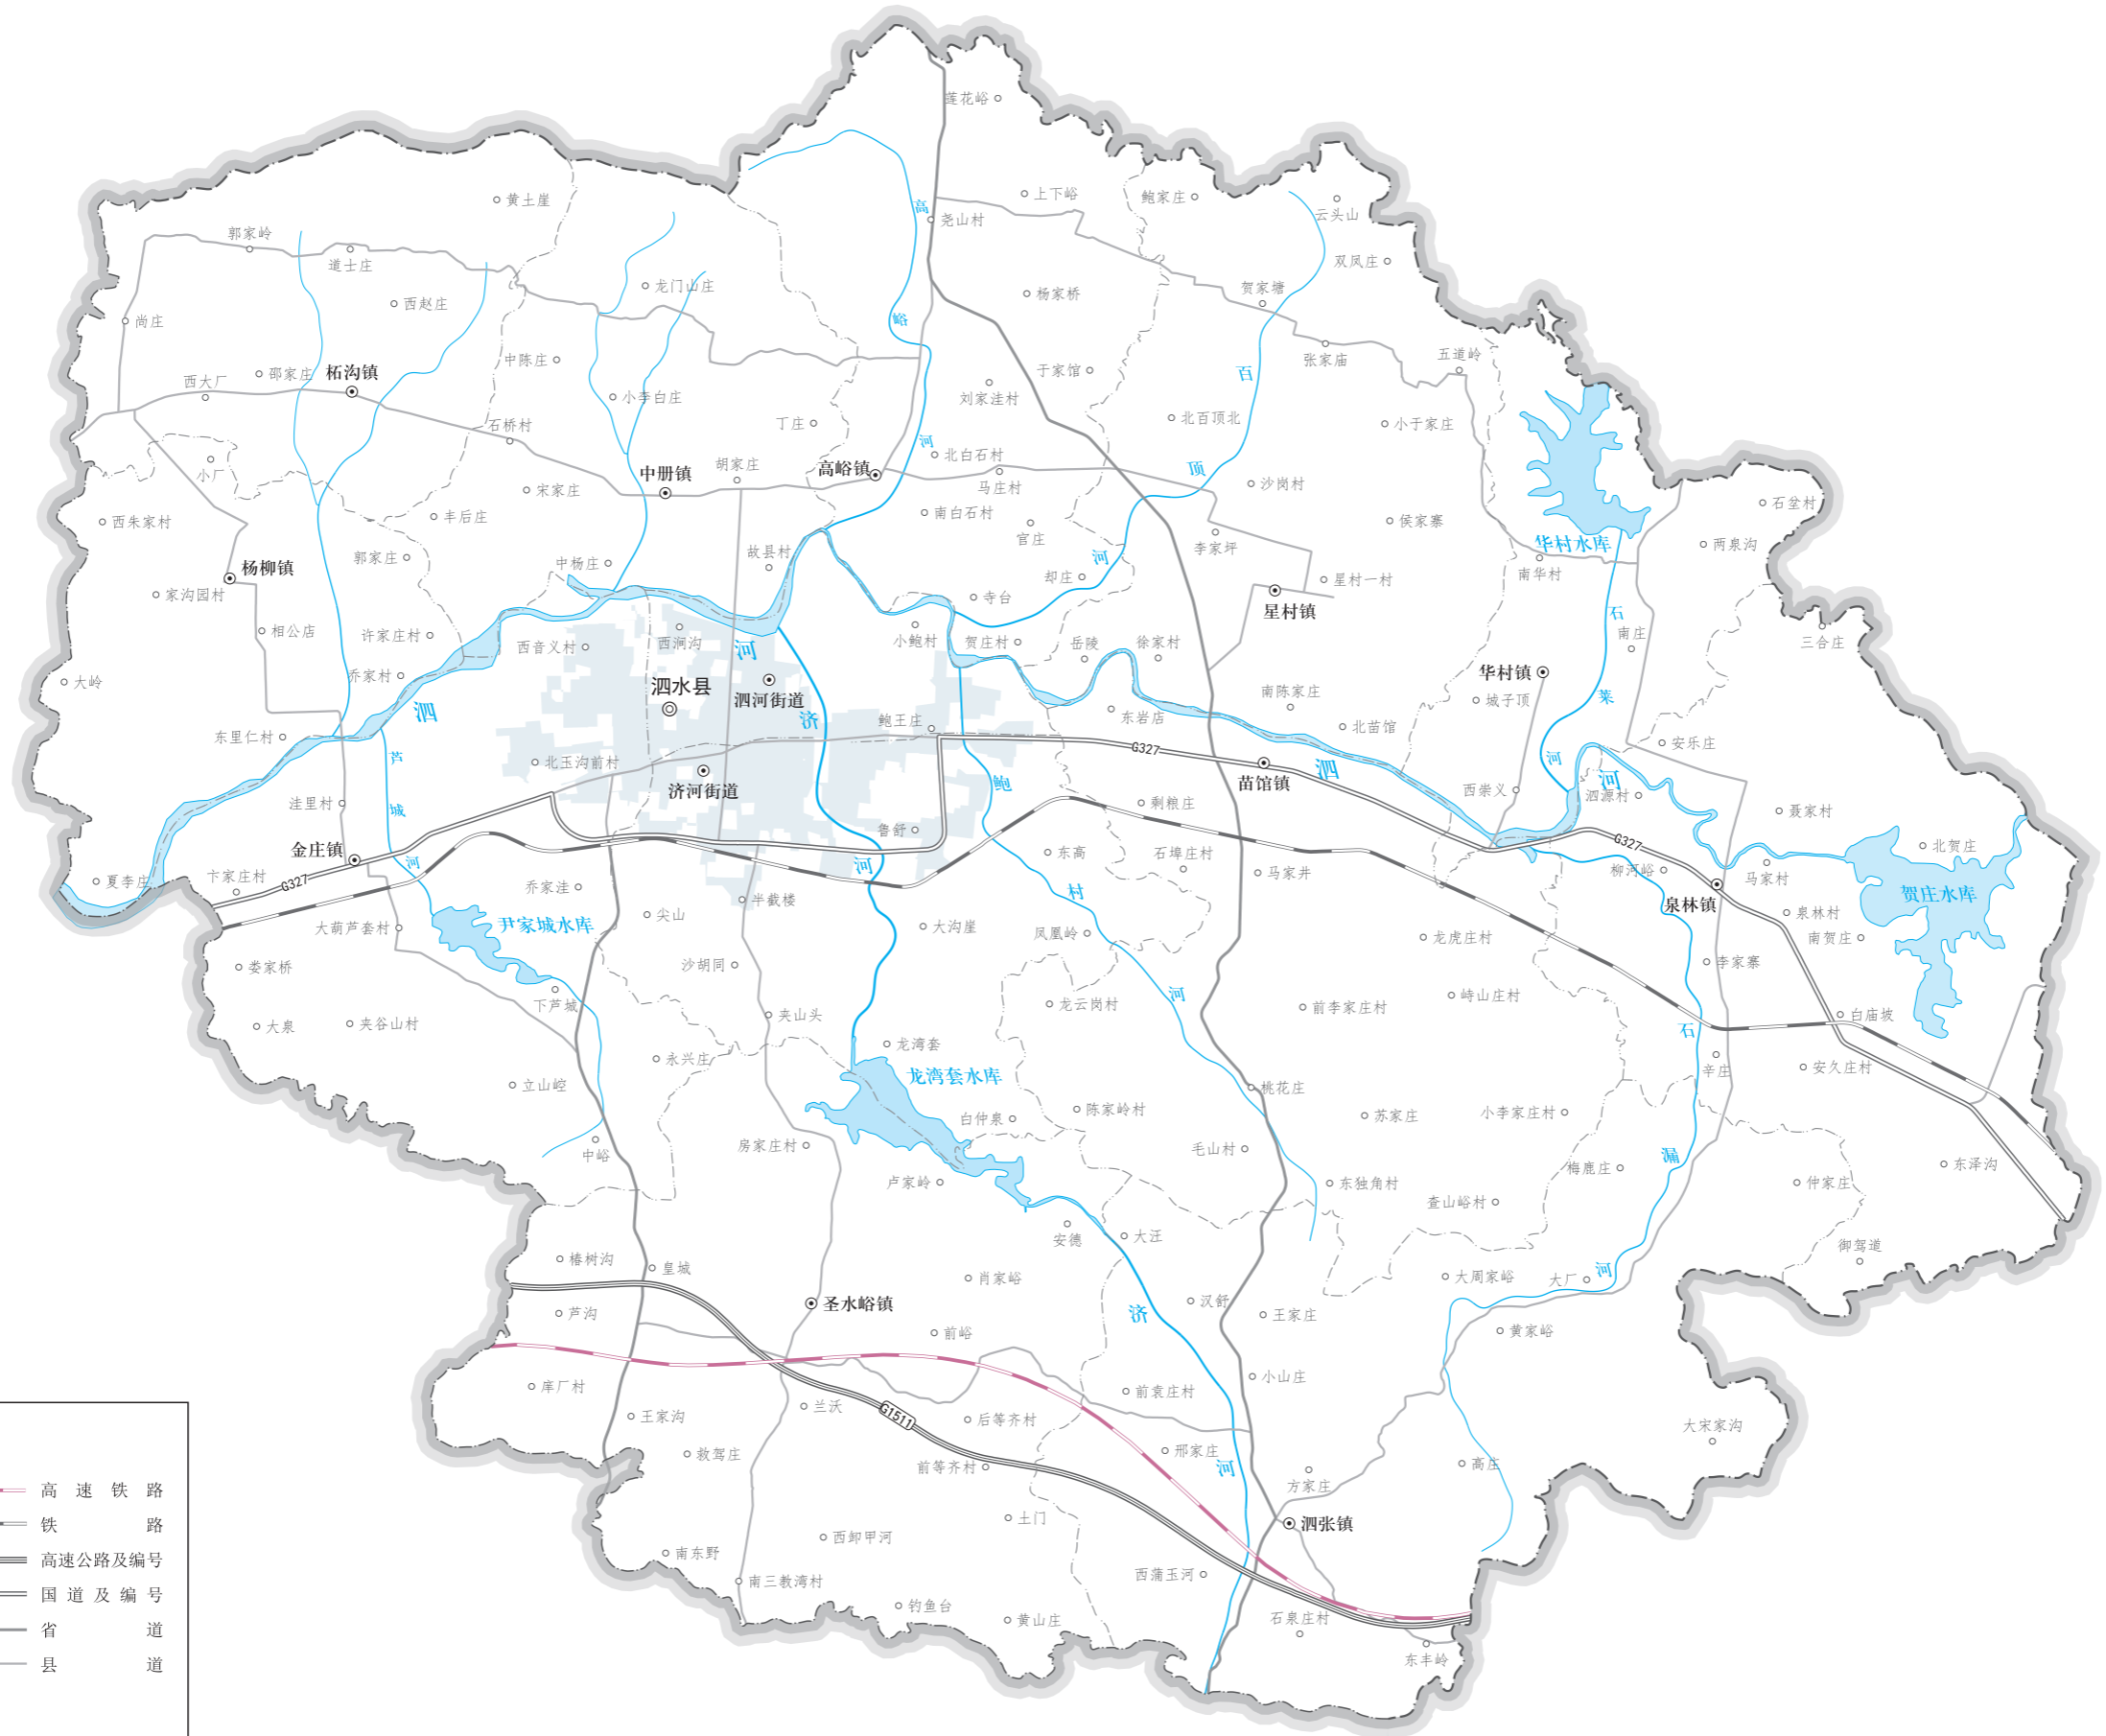 莲花峪
黄土崖
上下峪
鲍家庄
云头山
高
尧山村
郭家岭
道士庄
双凤庄
龙门山庄
贺家塘
西赵庄
杨家桥
尚庄
峪
中陈庄
张家庙
五道岭
邵家庄
柘沟镇
于家馆
百
西大厂
小李白庄
刘家洼村
丁庄
北百顶北
小于家庄
石桥村
河
北白石村
顶
小厂
中册镇
胡家庄
高峪镇
马庄村
沙岗村
宋家庄
石坌村
西朱家村
丰后庄
南白石村
官庄
侯家寨
李家坪
华村水库
两泉沟
郭家庄
中杨庄
故县村
河
南华村
杨柳镇
却庄
星村一村
家沟园村
寺台
星村镇
石
相公店
许家庄村
西音义村
西涧沟
河
小鲍村
贺庄村
岳陵
徐家村
南庄
三合庄
乔家村
华村镇
大岭
泗水县
泗河街道
南陈家庄
莱
城子顶
泗
济
鲍王庄
东岩店
北苗馆
东里仁村
G327
安乐庄
芦
北玉沟前村
河
泗
河
鲍
苗馆镇
济河街道
西崇义
泗源村
洼里村
剩粮庄
城
聂家村
鲁舒
G327
金庄镇
河
河
东高
石埠庄村
北贺庄
马家井
柳河峪
马家村
夏李庄
卞家庄村
G327
乔家洼
半截楼
村
泉林镇
贺庄水库
尖山
泉林村
大葫芦套村
尹家城水库
大沟崖
凤凰岭
龙虎庄村
南贺庄
娄家桥
沙胡同
李家寨
下芦城
龙云岗村
河
前李家庄村
峙山庄村
大泉
夹谷山村
夹山头
白庙坡
石
龙湾套
永兴庄
辛庄
安久庄村
立山崆
龙湾套水库
桃花庄
白仲泉
陈家岭村
苏家庄
小李家庄村
中峪
房家庄村
毛山村
漏
梅鹿庄
东泽沟
卢家岭
东独角村
仲家庄
查山峪村
安德
大汪
御驾道
椿树沟
皇城
肖家峪
大周家峪
大厂
河
圣水峪镇
汉舒
芦沟
济
王家庄
前峪
黄家峪
小山庄
库厂村
前袁庄村
兰沃
G1511
王家沟
后等齐村
大宋家沟
救驾庄
邢家庄
前等齐村
河
高庄
方家庄
高速铁路
土门
泗张镇
铁路
西卸甲河
南东野
高速公路及编号
南三教湾村
西蒲玉河
国道及编号
钓鱼台
黄山庄
石泉庄村
省道
东丰岭
县道